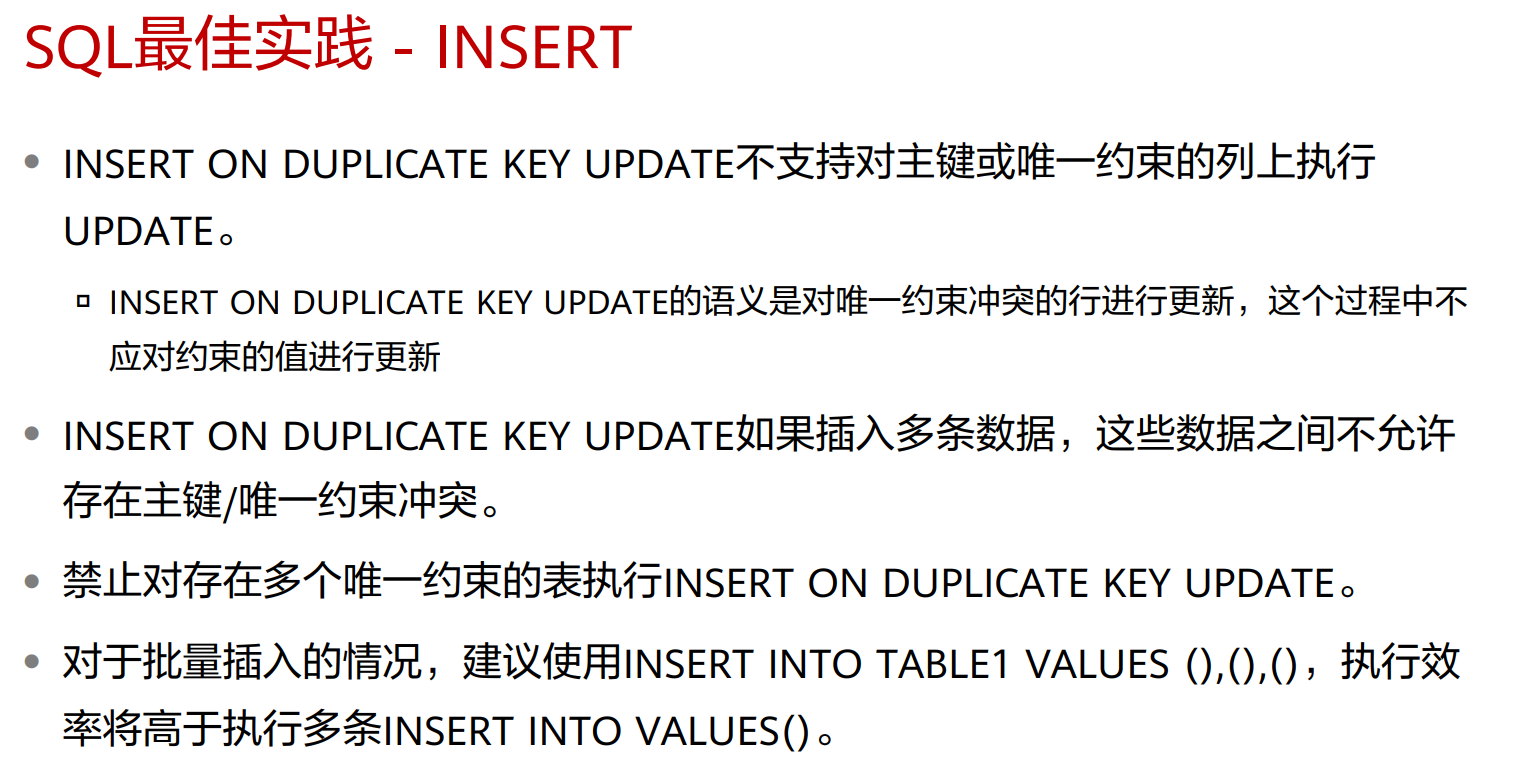 SQL最佳实践 - INSERT
INSERT ON DUPLICATE KEY UPDATE不支持对主键或唯一约束的列上执行
UPDATE。
INSERT ON DUPLICATE KEY UPDATE的语义是对唯一约束冲突的行进行更新，这个过程中不
应对约束的值进行更新
INSERT ON DUPLICATE KEY UPDATE如果插入多条数据，这些数据之间不允许
存在主键/唯一约束冲突。
禁止对存在多个唯一约束的表执行INSERT ON DUPLICATE KEY UPDATE。
对于批量插入的情况，建议使用INSERT INTO TABLE1 VALUES (),(),()，执行效
率将高于执行多条INSERT INTO VALUES()。